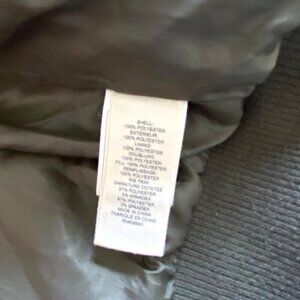 SHELL:
100% POLYESTER
EXTERIEUR:
100% POLYESTER
LINING:
100% POLYESTER
DOUBLURE:
100% POLYESTER
FILL: 100% POLYESTER
REMPLISSAGE:
100% POLYESTER
RIB TRIM:
GARNITURE COTETEE:
97% POLYESTER
3% SPANDEX
97% POLYESTER
3% SPANDEX
MADE IN CHINA
FABRIQUE EN CHINE